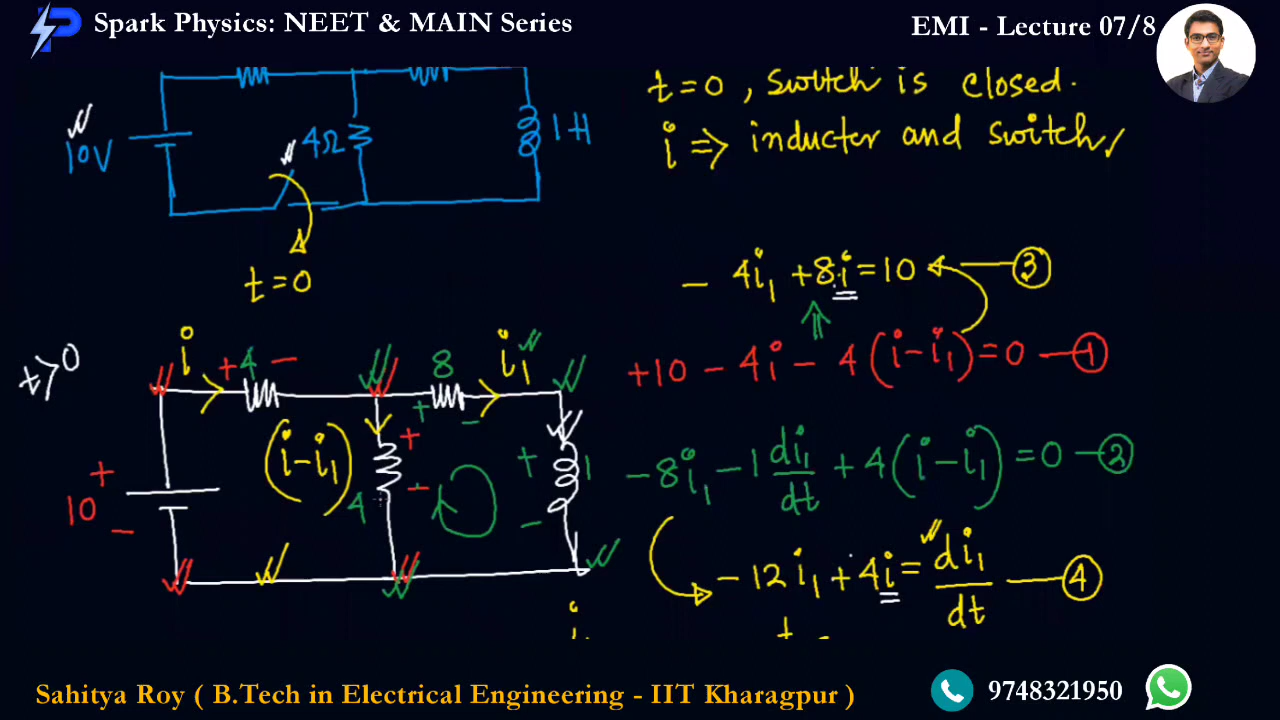 Spark Physics: NEET & MAIN Series
EMI - Lecture 07/8
t=0, Switch is closed.
i ⇒ inductor and switch
10V
4Ω
1H
t=0
- 4i₁ + 8i = 10 ③
t>0
i
+ 4 -
8
i₁
+10 - 4i - 4(i-i₁) = 0 ①
+ -
(i-i₁)
+
-
4
+
1
-
+
10
-
-8i₁ - 1 di₁/dt + 4(i-i₁) = 0 ②
-12i₁ + 4i = di₁/dt ④
Sahitya Roy ( B.Tech in Electrical Engineering - IIT Kharagpur )
9748321950